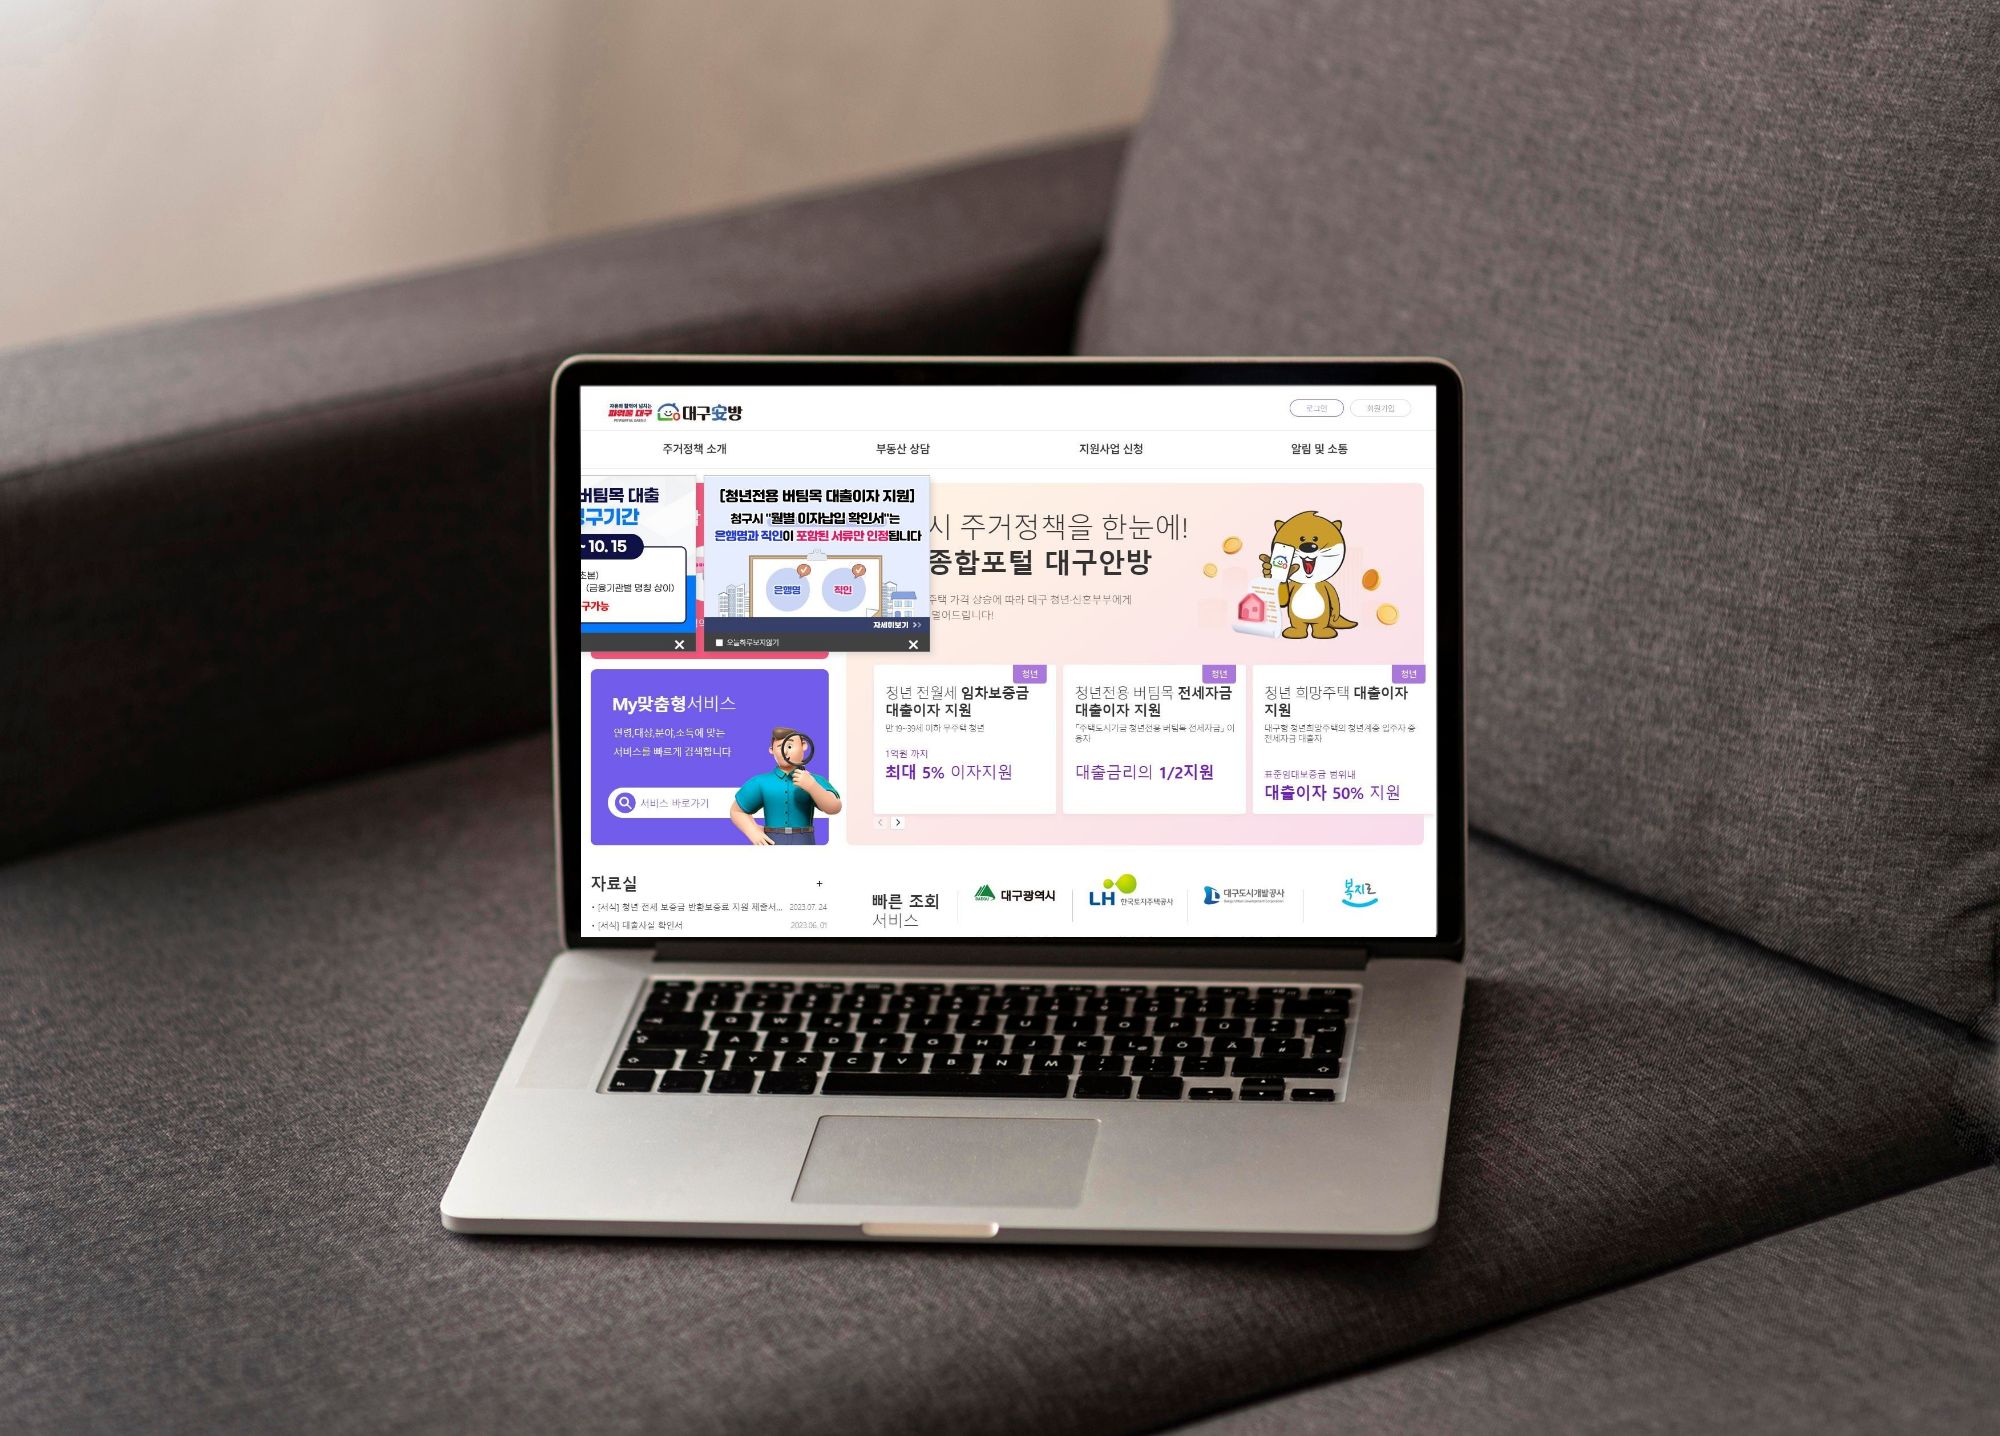 파워풀 대구
대구安방
로그인 회원가입
주거정책 소개 부동산 상담 지원사업 신청 알림 및 소통
버팀목 대출
구기간
~ 10. 15
초본)
(금융기관별 명칭 상이)
구가능
[청년전용 버팀목 대출이자 지원]
청구시 "월별 이자납입 확인서"는
은행명과 직인이 포함된 서류만 인정됩니다
은행명 직인
자세히보기 >>
오늘하루보지않기
시 주거정책을 한눈에!
종합포털 대구안방
주택 가격 상승에 따라 대구 청년·신혼부부에게
덜어드립니다!
청년
청년 전월세 임차보증금
대출이자 지원
만 19~39세 이하 무주택 청년
1억원 까지
최대 5% 이자지원
청년
청년전용 버팀목 전세자금
대출이자 지원
「주택도시기금 청년전용 버팀목 전세자금」 이
용자
대출금리의 1/2지원
청년
청년 희망주택 대출이자
지원
대구형 청년희망주택의 청년계층 입주자 중
전세자금 대출자
표준임대보증금 범위내
대출이자 50% 지원
My맞춤형서비스
연령,대상,분야,소득에 맞는
서비스를 빠르게 검색합니다
서비스 바로가기
자료실 +
[서식] 청년 전세 보증금 반환보증료 지원 제출서... 2023.07. 24
[서식] 대출사실 확인서 2023.06. 01
빠른 조회
서비스
대구광역시
LH 한국토지주택공사
대구도시개발공사
복지로
Q W E R T Z U I O P Ü
A S D F G H J K L Ö Ä
Y X C V B N M
fn